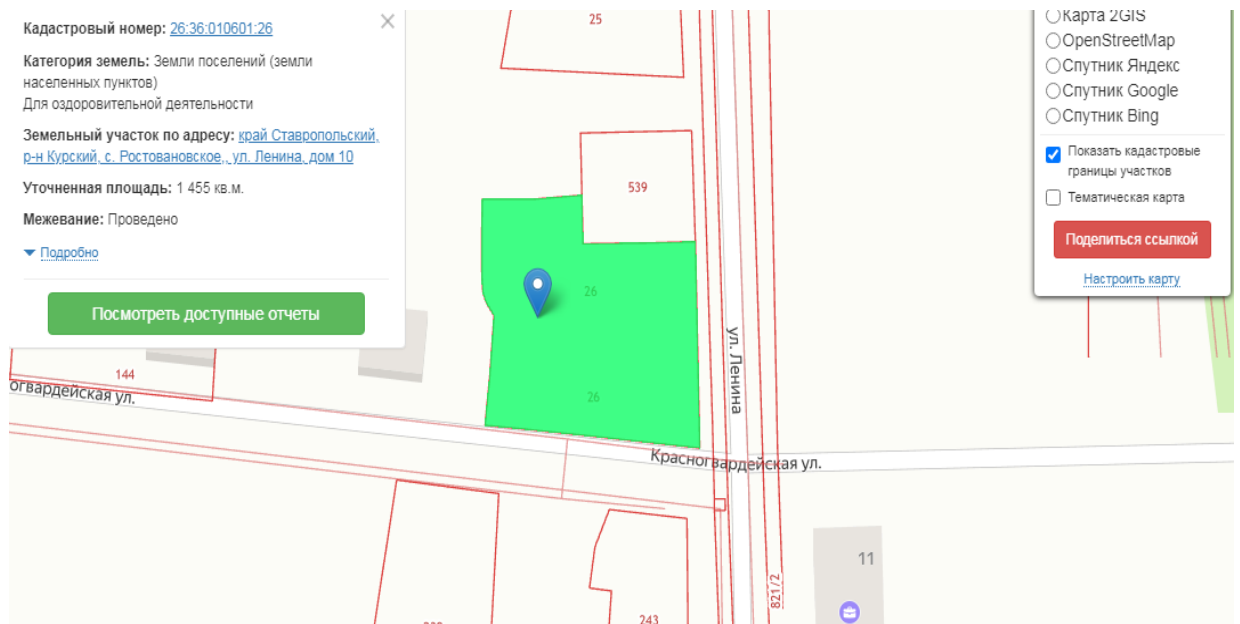 Кадастровый номер: 26:36:010601:26
Категория земель: Земли поселений (земли
населенных пунктов)
Для оздоровительной деятельности
Земельный участок по адресу: край Ставропольский,
р-н Курский, с. Ростовановское,, ул. Ленина, дом 10
Уточненная площадь: 1 455 кв.м.
Межевание: Проведено
Подробно
Посмотреть доступные отчеты
25
539
26
26
144
огвардейская ул.
ул. Ленина
Красногвардейская ул.
821/2
11
243
Карта 2GIS
OpenStreetMap
Спутник Яндекс
Спутник Google
Спутник Bing
Показать кадастровые
границы участков
Тематическая карта
Поделиться ссылкой
Настроить карту